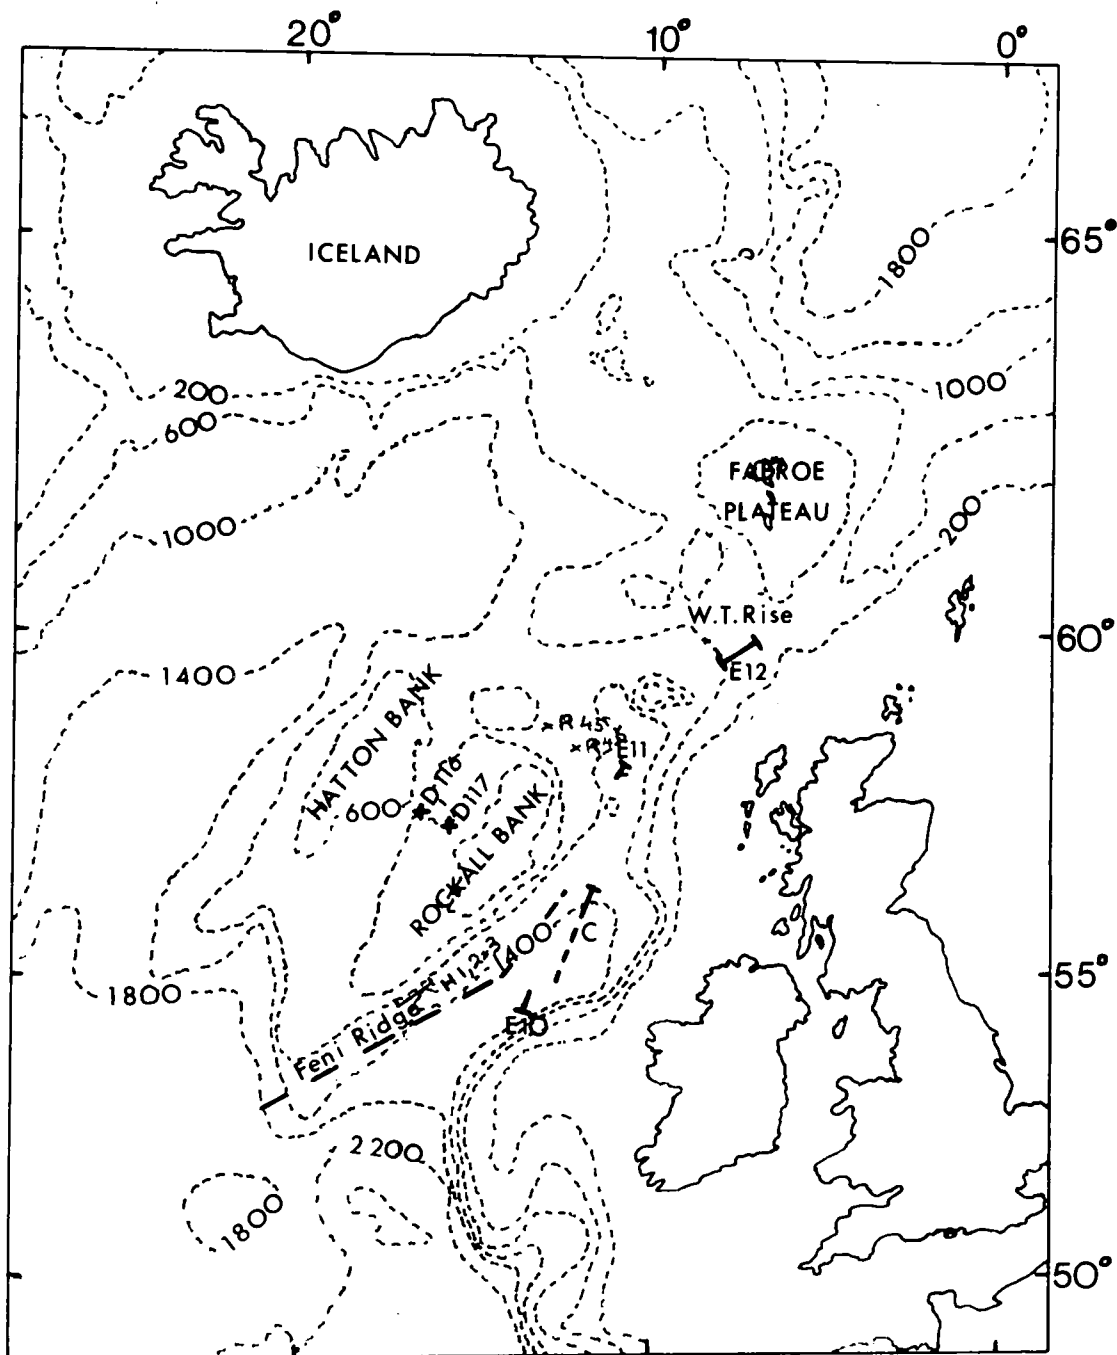 20°
10°
0°
65°
ICELAND
1800
1000
200
600
FAEROE
PLATEAU
200
1000
W.T.Rise
60°
E12
1400
HATTON BANK
R45
E11
D116
600
D117
ROCKALL BANK
C
1400
H1,2,3
55°
1800
E10
Feni Ridge
2200
1800
50°